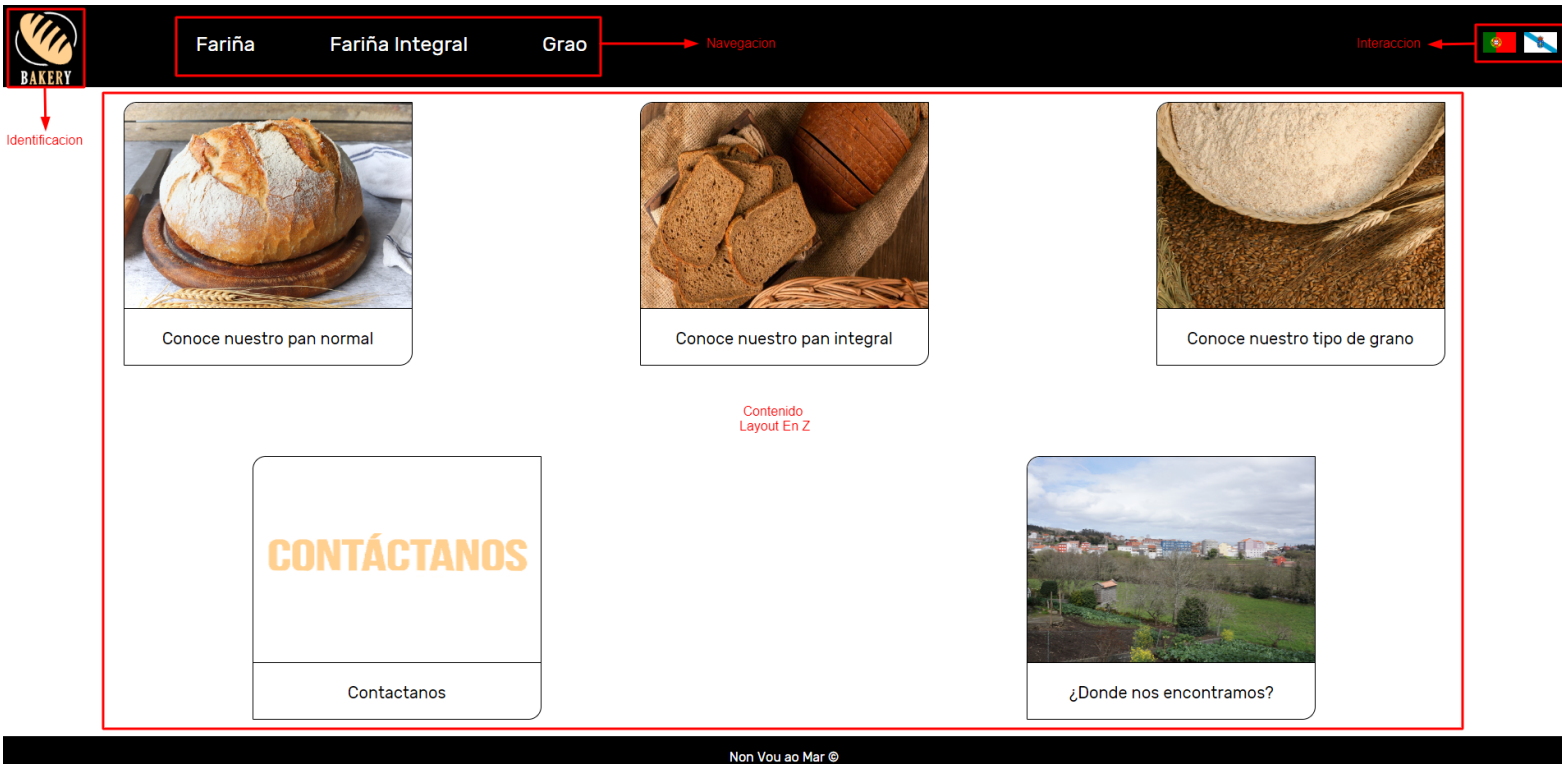 BAKERY
Fariña
Fariña Integral
Grao
Navegacion
Interaccion
Identificacion
Conoce nuestro pan normal
Conoce nuestro pan integral
Conoce nuestro tipo de grano
Contenido
Layout En Z
CONTÁCTANOS
Contactanos
¿Donde nos encontramos?
Non Vou ao Mar ©